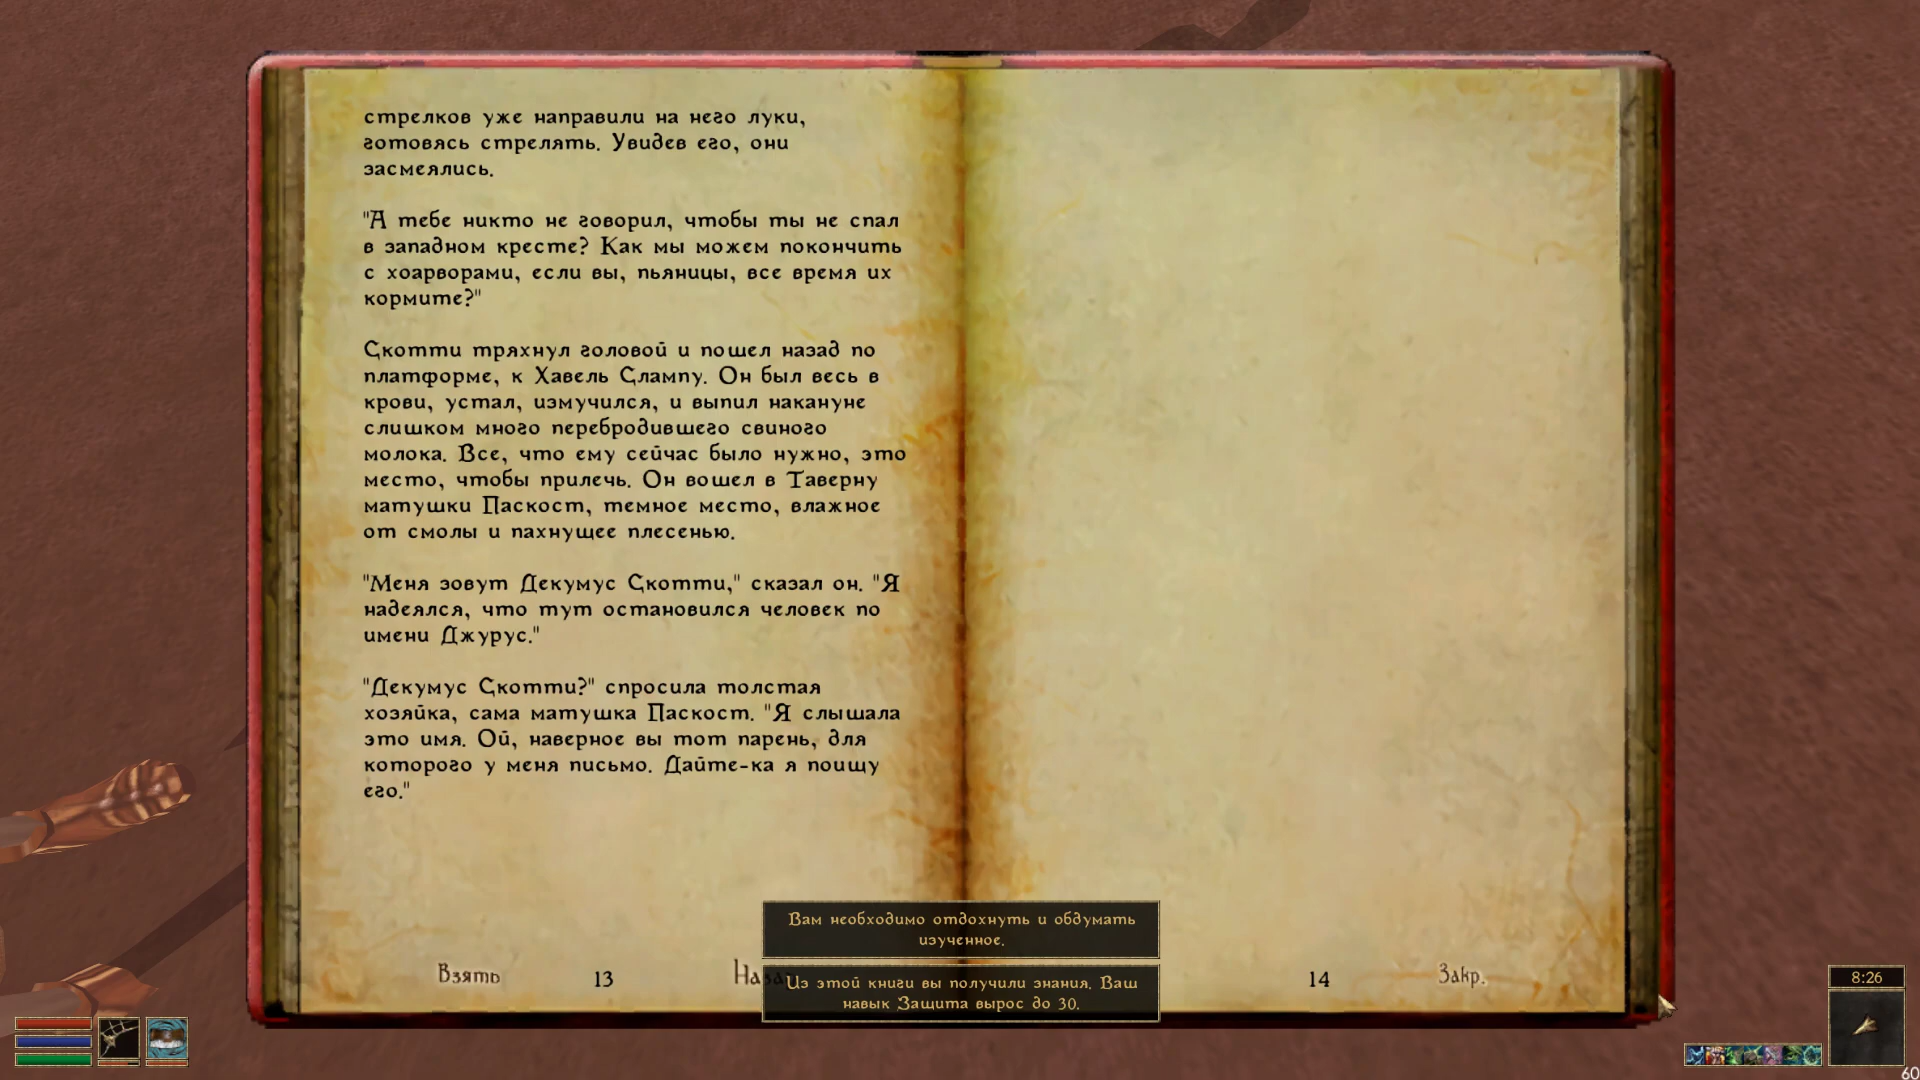 стрелков уже направили на него луки,
готовясь стрелять. Увидев его, они
засмеялись.
"А тебе никто не говорил, чтобы ты не спал
в западном кресте? Как мы можем покончить
с хоарворами, если вы, пьяницы, все время их
кормите?"
Скотти тряхнул головой и пошел назад по
платформе, к Хавель Слампу. Он был весь в
крови, устал, измучился, и выпил накануне
слишком много перебродившего свиного
молока. Все, что ему сейчас было нужно, это
место, чтобы прилечь. Он вошел в Таверну
матушки Паскост, темное место, влажное
от смолы и пахнущее плесенью.
"Меня зовут Декумус Скотти," сказал он. "Я
надеялся, что тут остановился человек по
имени Джурус."
"Декумус Скотти?" спросила толстая
хозяйка, сама матушка Паскост. "Я слышала
это имя. Ой, наверное вы тот парень, для
которого у меня письмо. Дайте-ка я поищу
его."
Вам необходимо отдохнуть и обдумать
изученное.
Взять 13 14 Закр.
Из этой книги вы получили знания. Ваш
навык Защита вырос до 30.
8:26
60